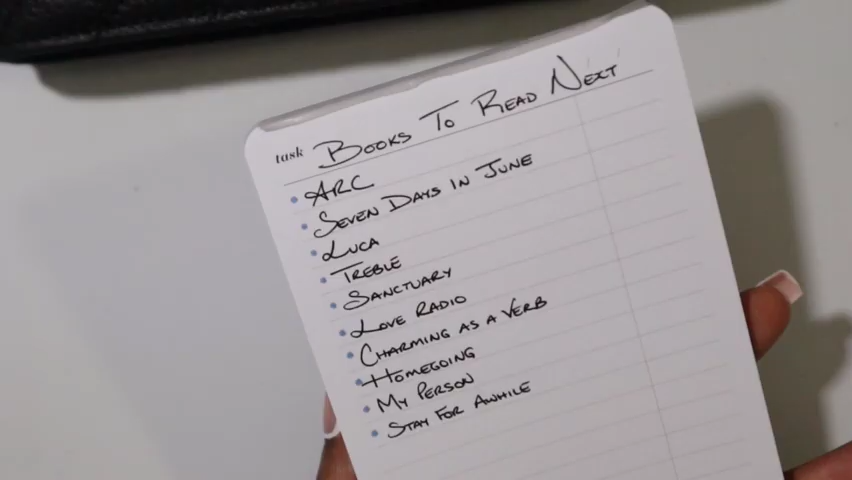 task Books To Read Next
ARC
Seven Days In June
Luca
Treble
Sanctuary
Love Radio
Charming as a Verb
Homegoing
My Person
Stay For Awhile